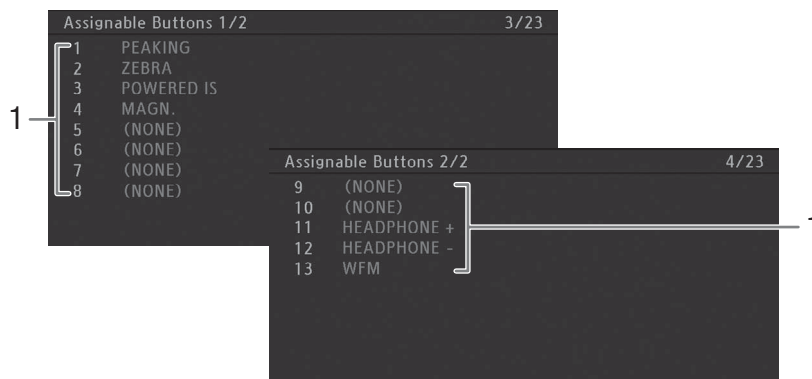 Assignable Buttons 1/2 3/23
1 PEAKING
2 ZEBRA
3 POWERED IS
4 MAGN.
5 (NONE)
6 (NONE)
7 (NONE)
8 (NONE)
1
Assignable Buttons 2/2 4/23
9 (NONE)
10 (NONE)
11 HEADPHONE +
12 HEADPHONE -
13 WFM